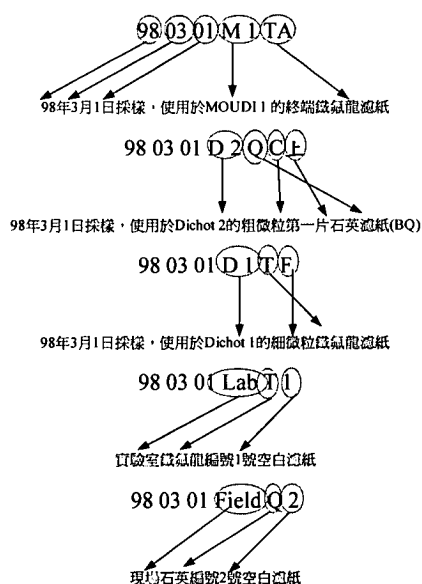 98 03 01 M 1 TA
98年3月1日採樣，使用於MOUDI 1 的終端鐵氟龍濾紙
98 03 01 D 2 Q C 上
98年3月1日採樣，使用於Dichot 2的粗微粒第一片石英濾紙(BQ)
98 03 01 D 1 T F
98年3月1日採樣，使用於Dichot 1的細微粒鐵氟龍濾紙
98 03 01 Lab T 1
實驗室鐵氟龍編號1號空白濾紙
98 03 01 Field Q 2
現場石英編號2號空白濾紙